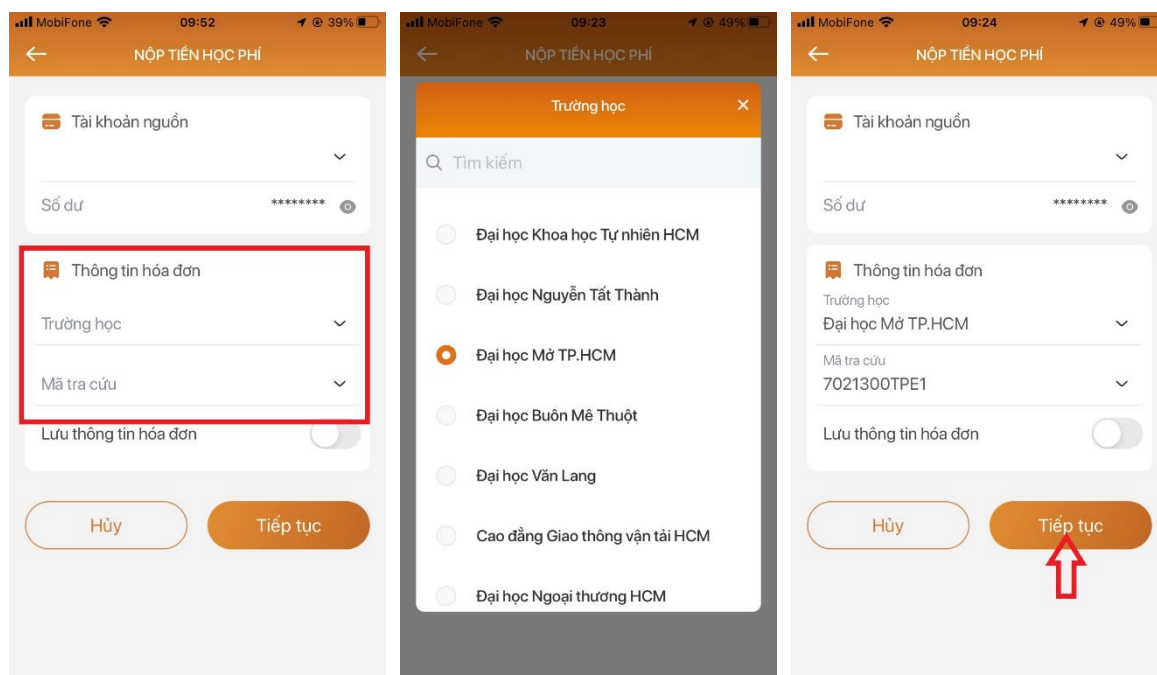 MobiFone 09:52 39%
NỘP TIỀN HỌC PHÍ
Tài khoản nguồn
Số dư ********
Thông tin hóa đơn
Trường học
Mã tra cứu
Lưu thông tin hóa đơn
Hủy Tiếp tục
MobiFone 09:23 49%
NỘP TIỀN HỌC PHÍ
Trường học ×
Tìm kiếm
Đại học Khoa học Tự nhiên HCM
Đại học Nguyễn Tất Thành
Đại học Mở TP.HCM
Đại học Buôn Mê Thuột
Đại học Văn Lang
Cao đẳng Giao thông vận tải HCM
Đại học Ngoại thương HCM
MobiFone 09:24 49%
NỘP TIỀN HỌC PHÍ
Tài khoản nguồn
Số dư ********
Thông tin hóa đơn
Trường học
Đại học Mở TP.HCM
Mã tra cứu
7021300TPE1
Lưu thông tin hóa đơn
Hủy Tiếp tục